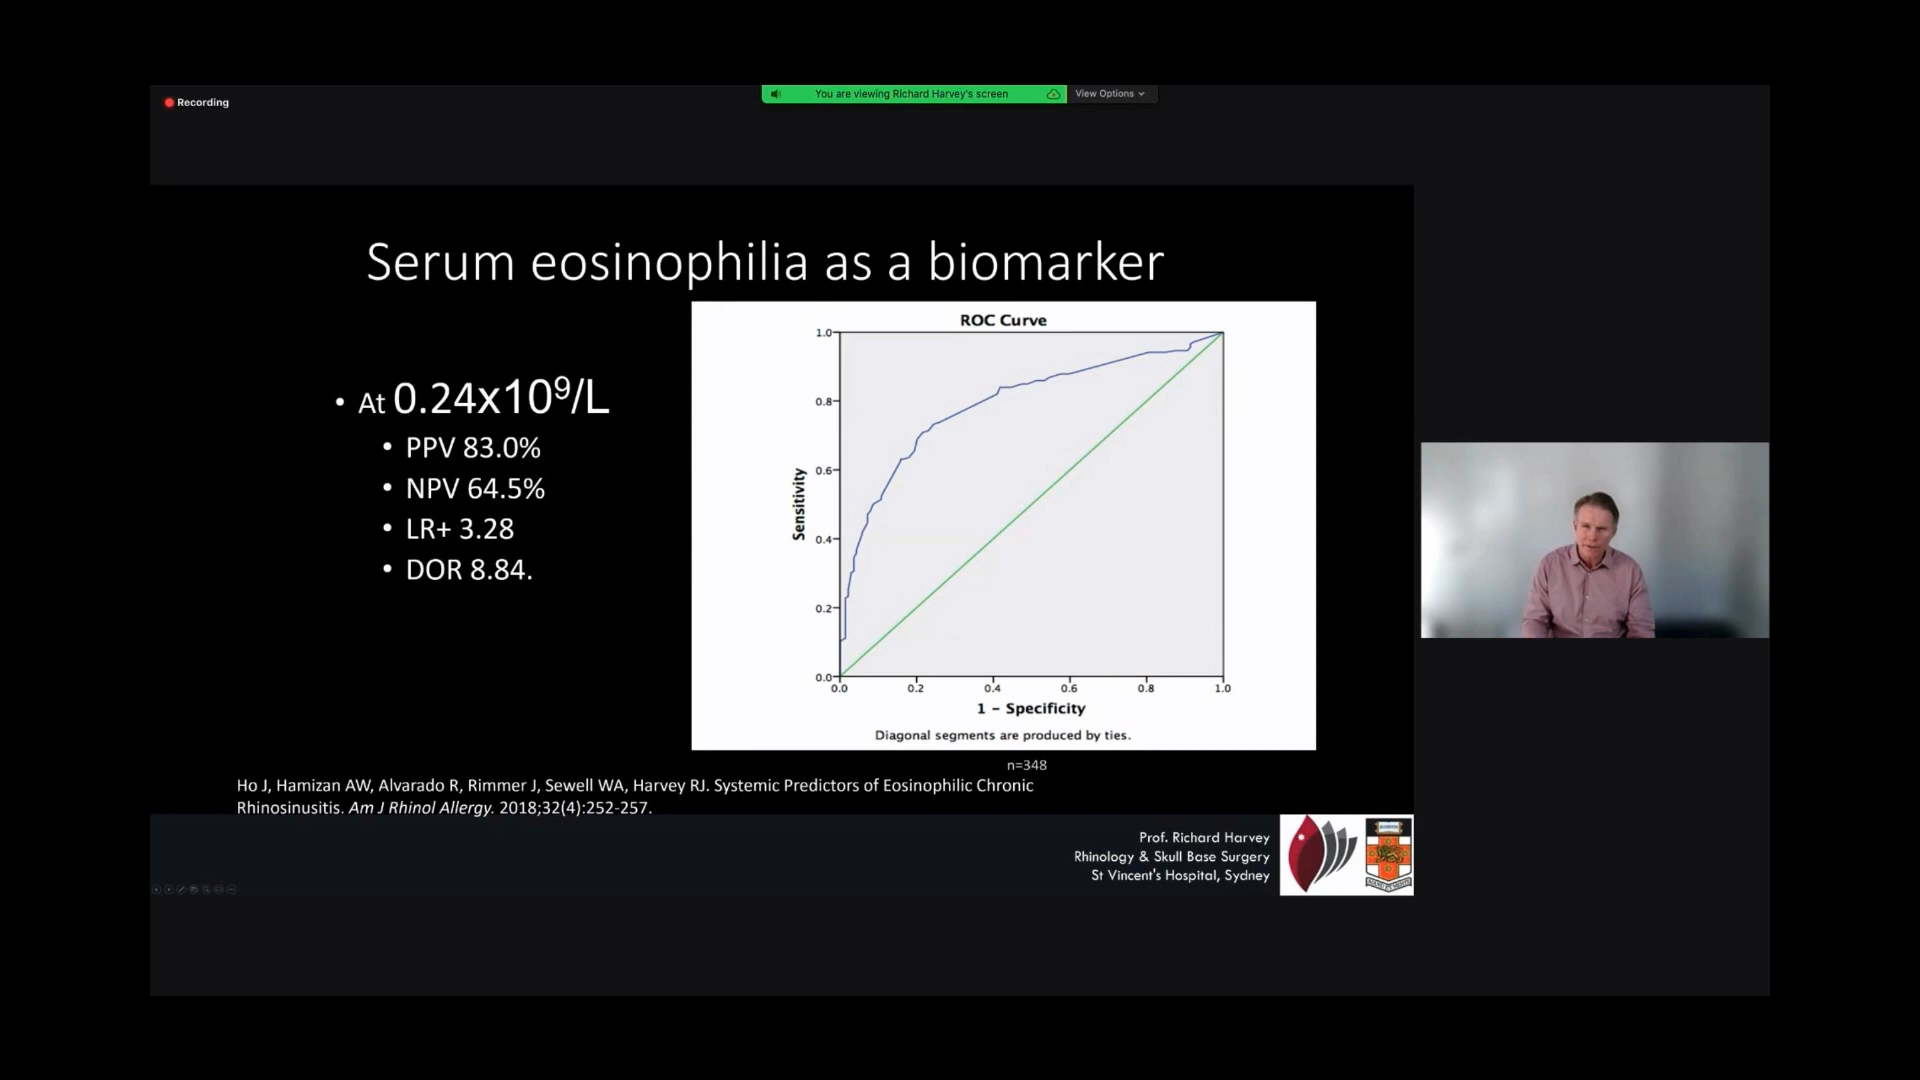 Recording
You are viewing Richard Harvey's screen
View Options
Serum eosinophilia as a biomarker
• At 0.24x10⁹/L
• PPV 83.0%
• NPV 64.5%
• LR+ 3.28
• DOR 8.84.
ROC Curve
Sensitivity
1.0
0.8
0.6
0.4
0.2
0.0
0.0 0.2 0.4 0.6 0.8 1.0
1 - Specificity
Diagonal segments are produced by ties.
n=348
Ho J, Hamizan AW, Alvarado R, Rimmer J, Sewell WA, Harvey RJ. Systemic Predictors of Eosinophilic Chronic
Rhinosinusitis. Am J Rhinol Allergy. 2018;32(4):252-257.
Prof. Richard Harvey
Rhinology & Skull Base Surgery
St Vincent's Hospital, Sydney